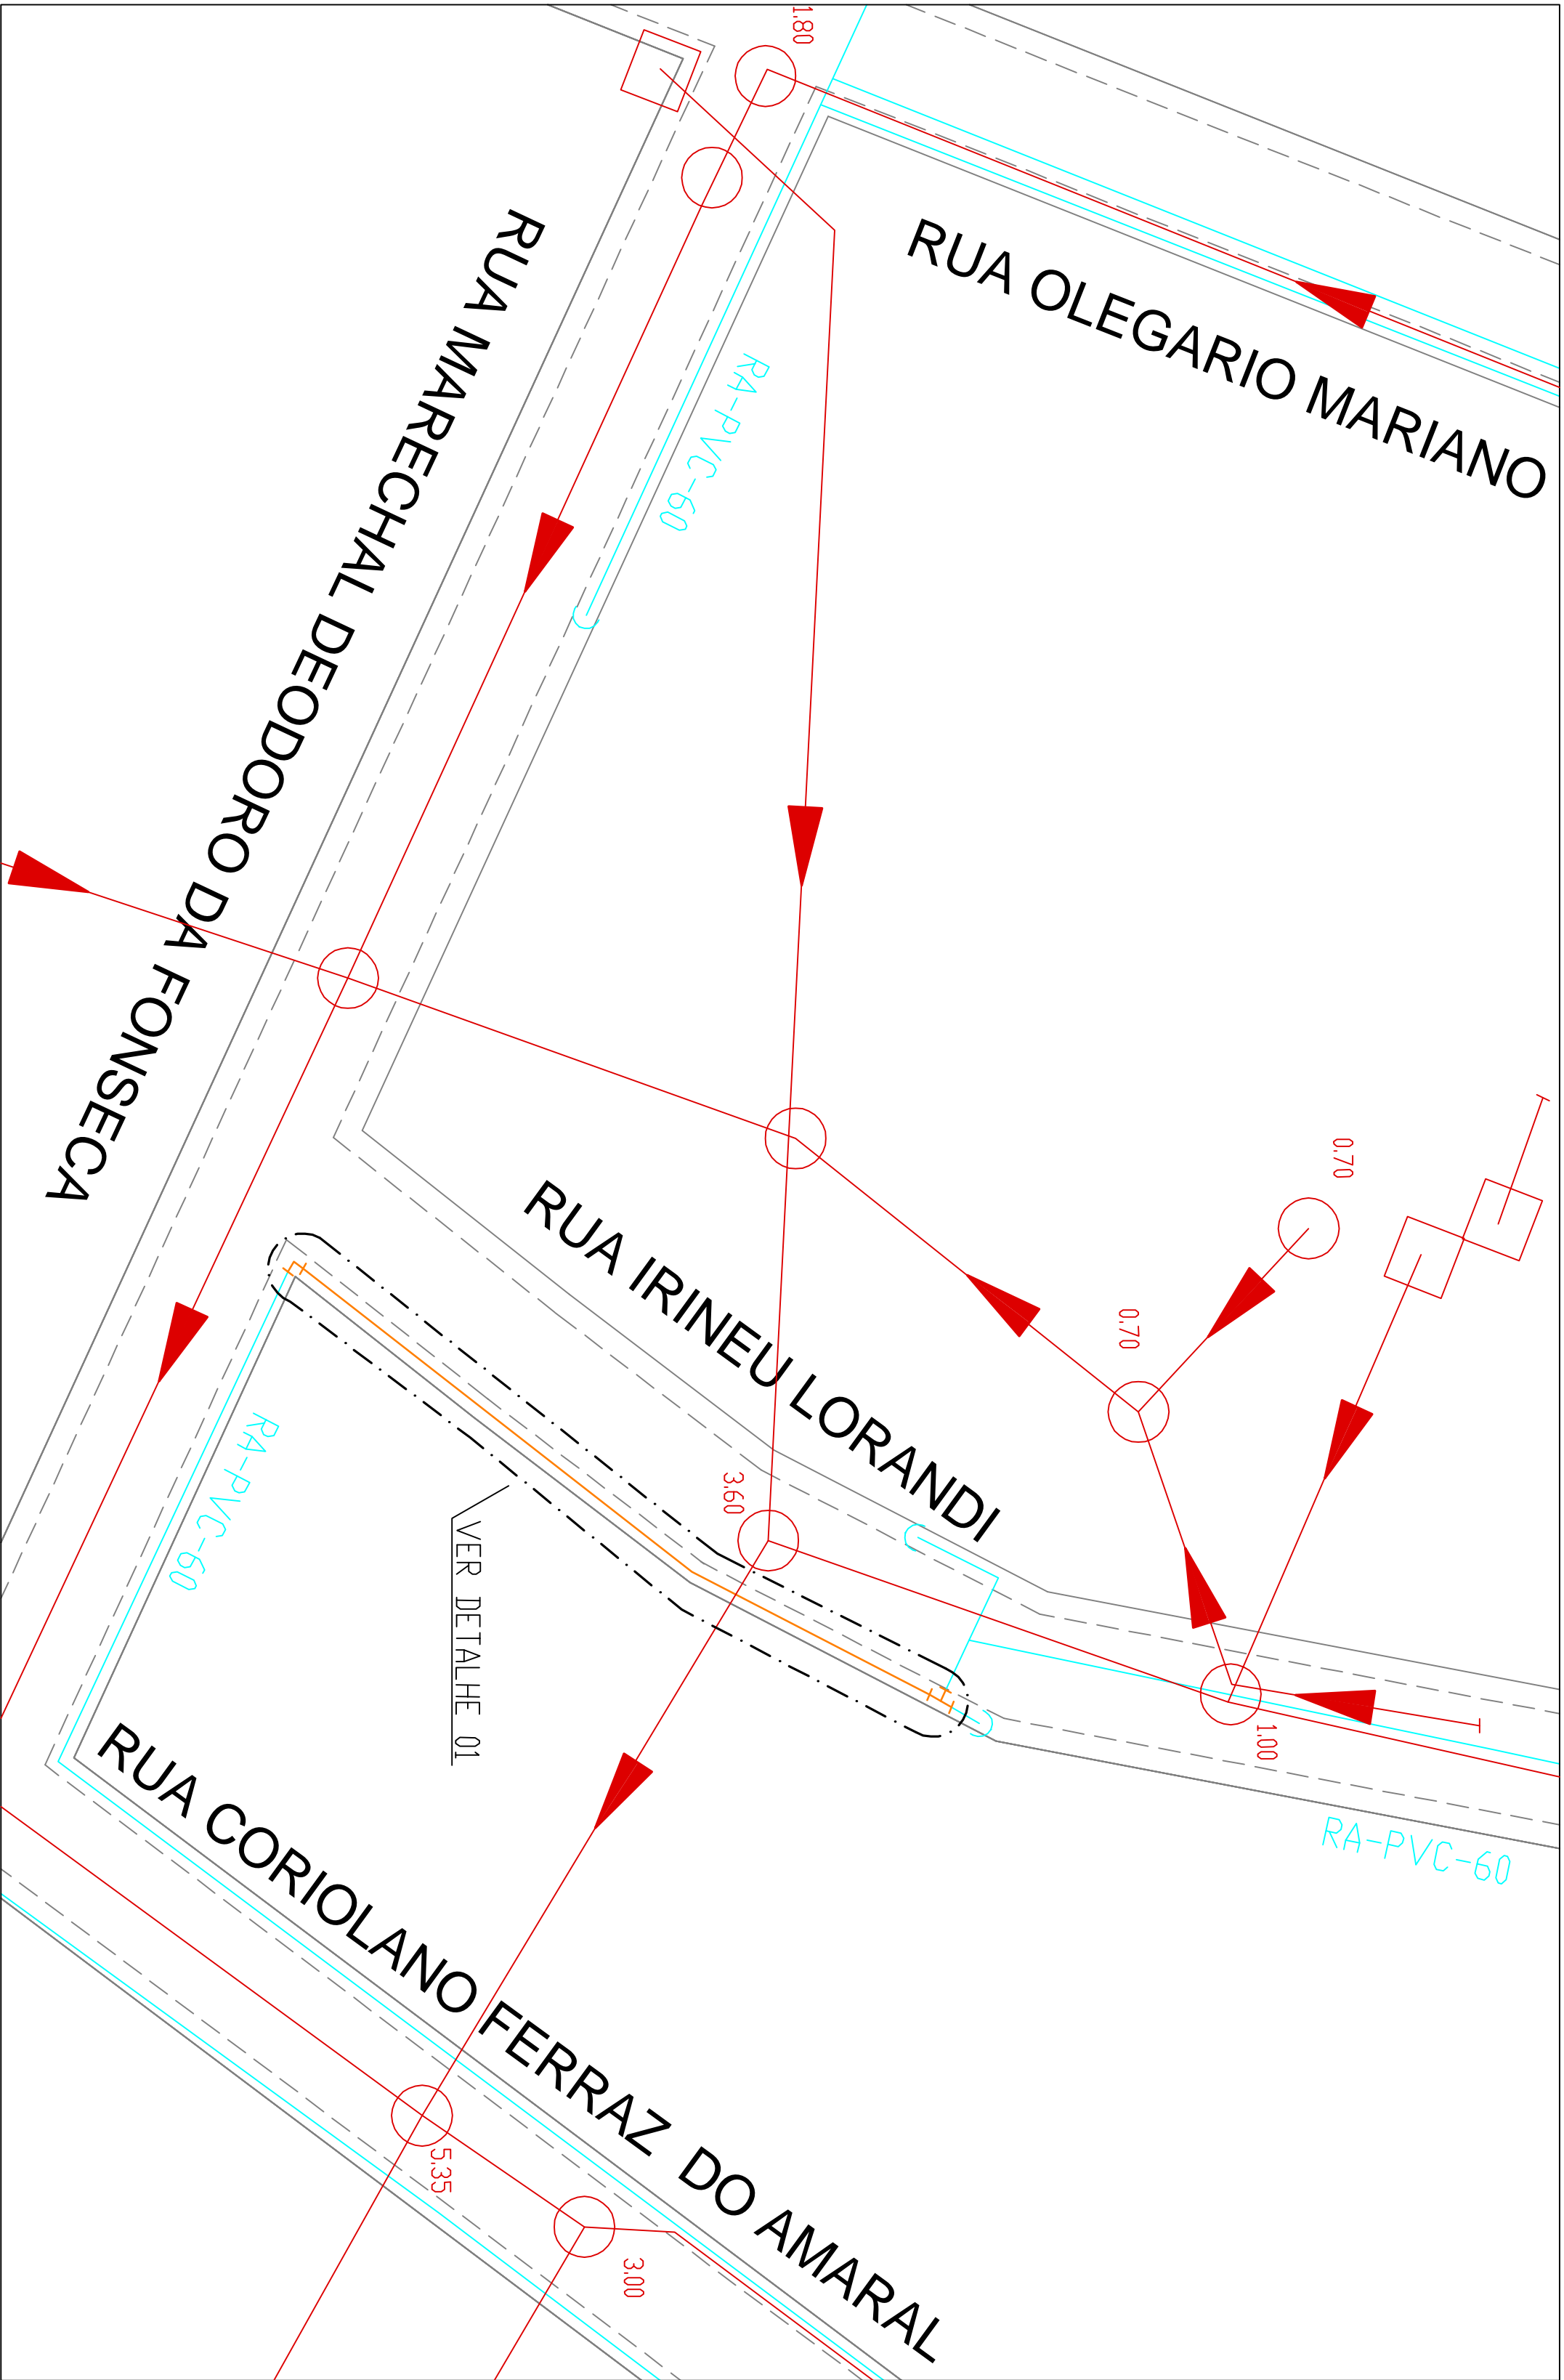 1,80
RUA OLEGARIO MARIANO
RUA MARECHAL DEODORO DA FONSECA
RA-PVC-60
0,70
0,70
RUA IRINEU LORANDI
3,60
RA-PVC-60
VER DETALHE 01
1,00
RA-PVC-60
RUA CORIOLANO FERRAZ DO AMARAL
5,35
3,00